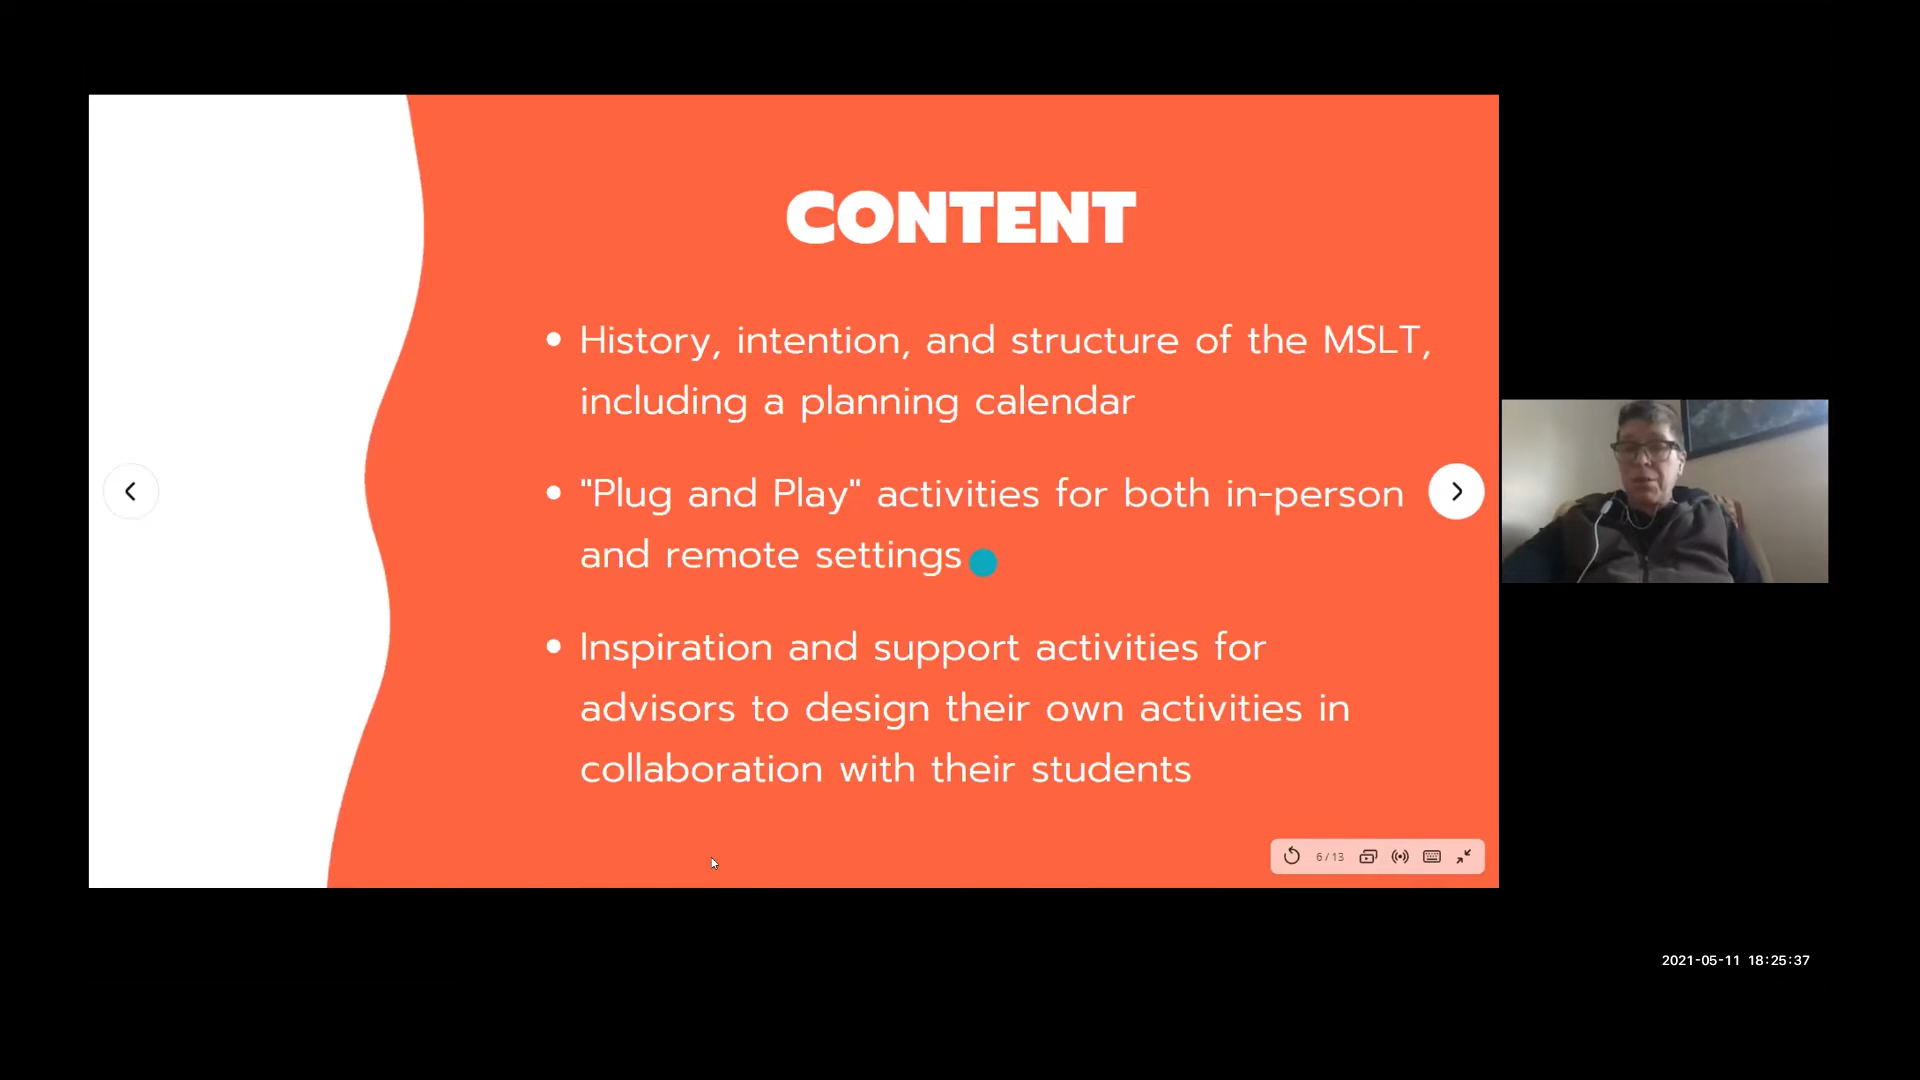 CONTENT
History, intention, and structure of the MSLT,
including a planning calendar
"Plug and Play" activities for both in-person
and remote settings
Inspiration and support activities for
advisors to design their own activities in
collaboration with their students
6/13
2021-05-11 18:25:37